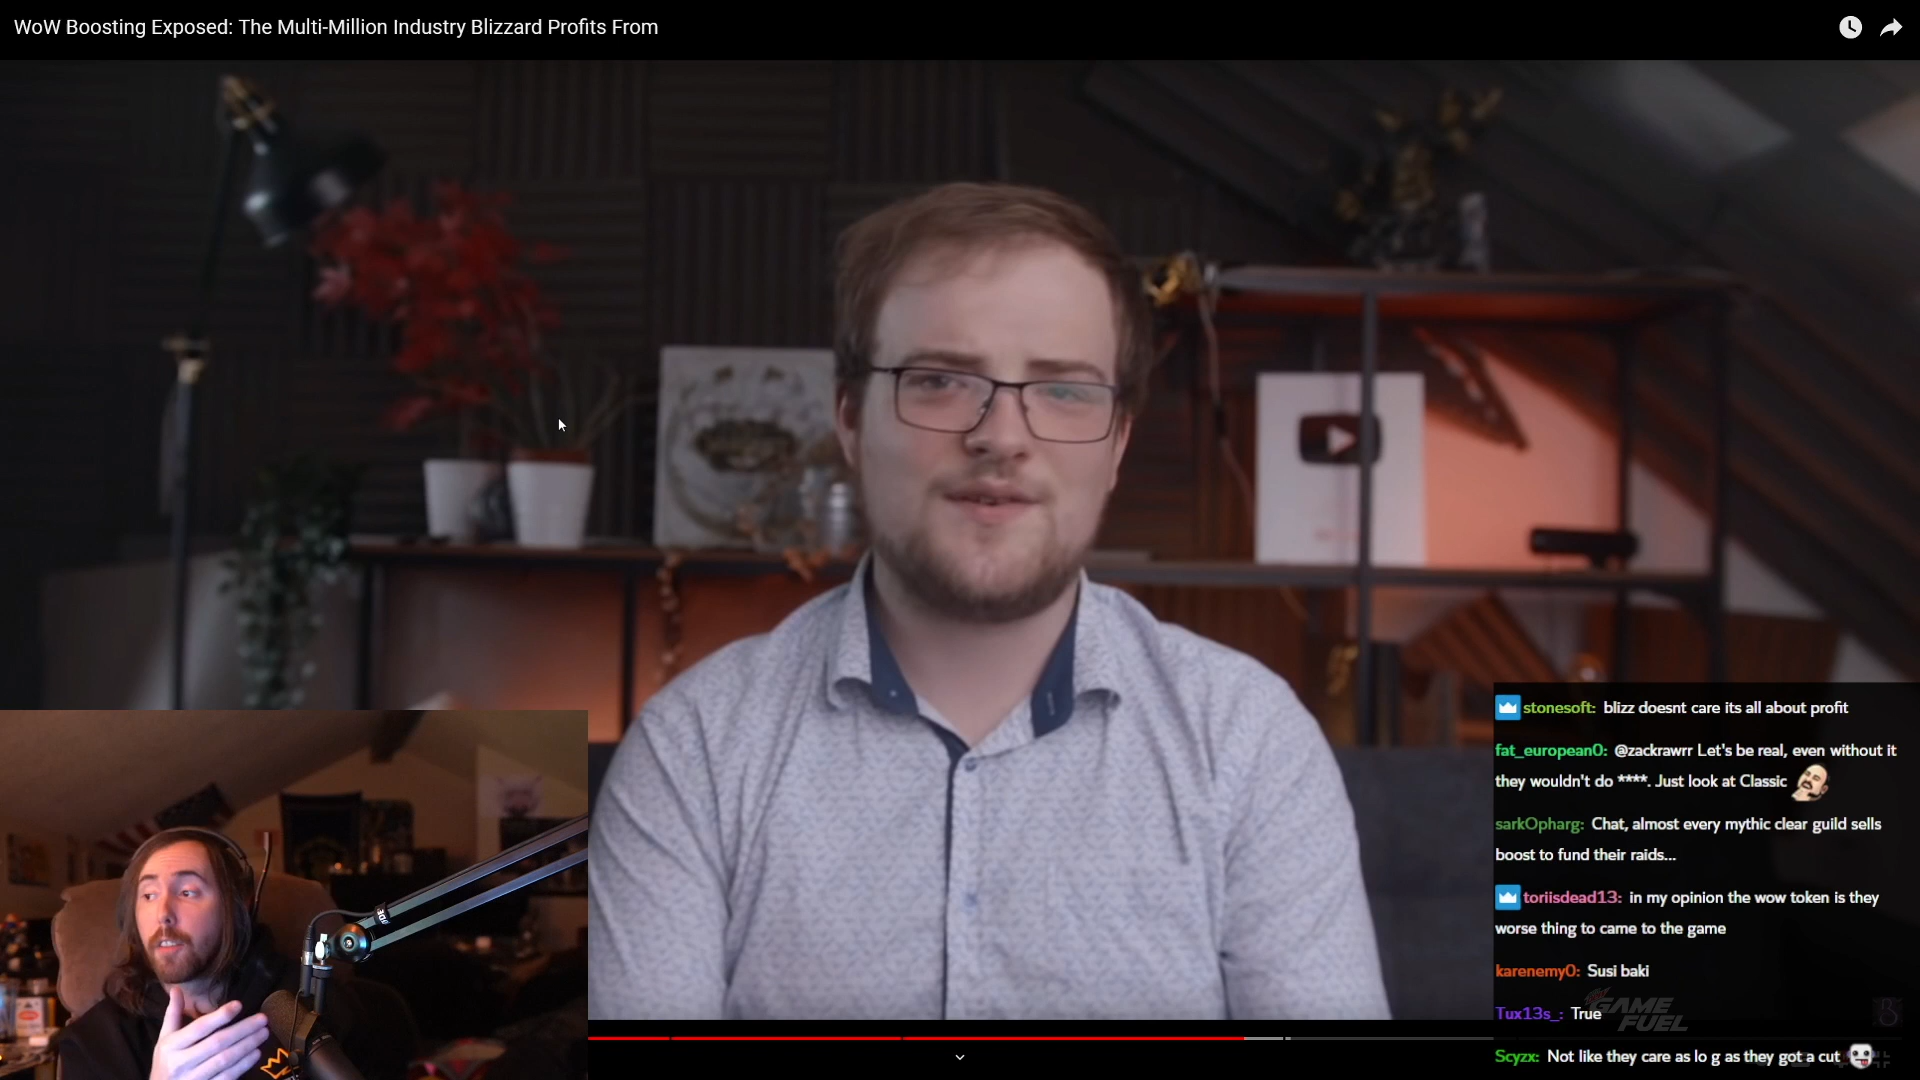 WoW Boosting Exposed: The Multi-Million Industry Blizzard Profits From
stonesoft: blizz doesnt care its all about profit
fat_european0: @zackrawrr Let's be real, even without it
they wouldn't do ****. Just look at Classic
sarkOpharg: Chat, almost every mythic clear guild sells
boost to fund their raids...
toriisdead13: in my opinion the wow token is they
worse thing to came to the game
karenemy0: Susi baki
Tux13s_: True
GAME
FUEL
Scyzx: Not like they care as lo g as they got a cut